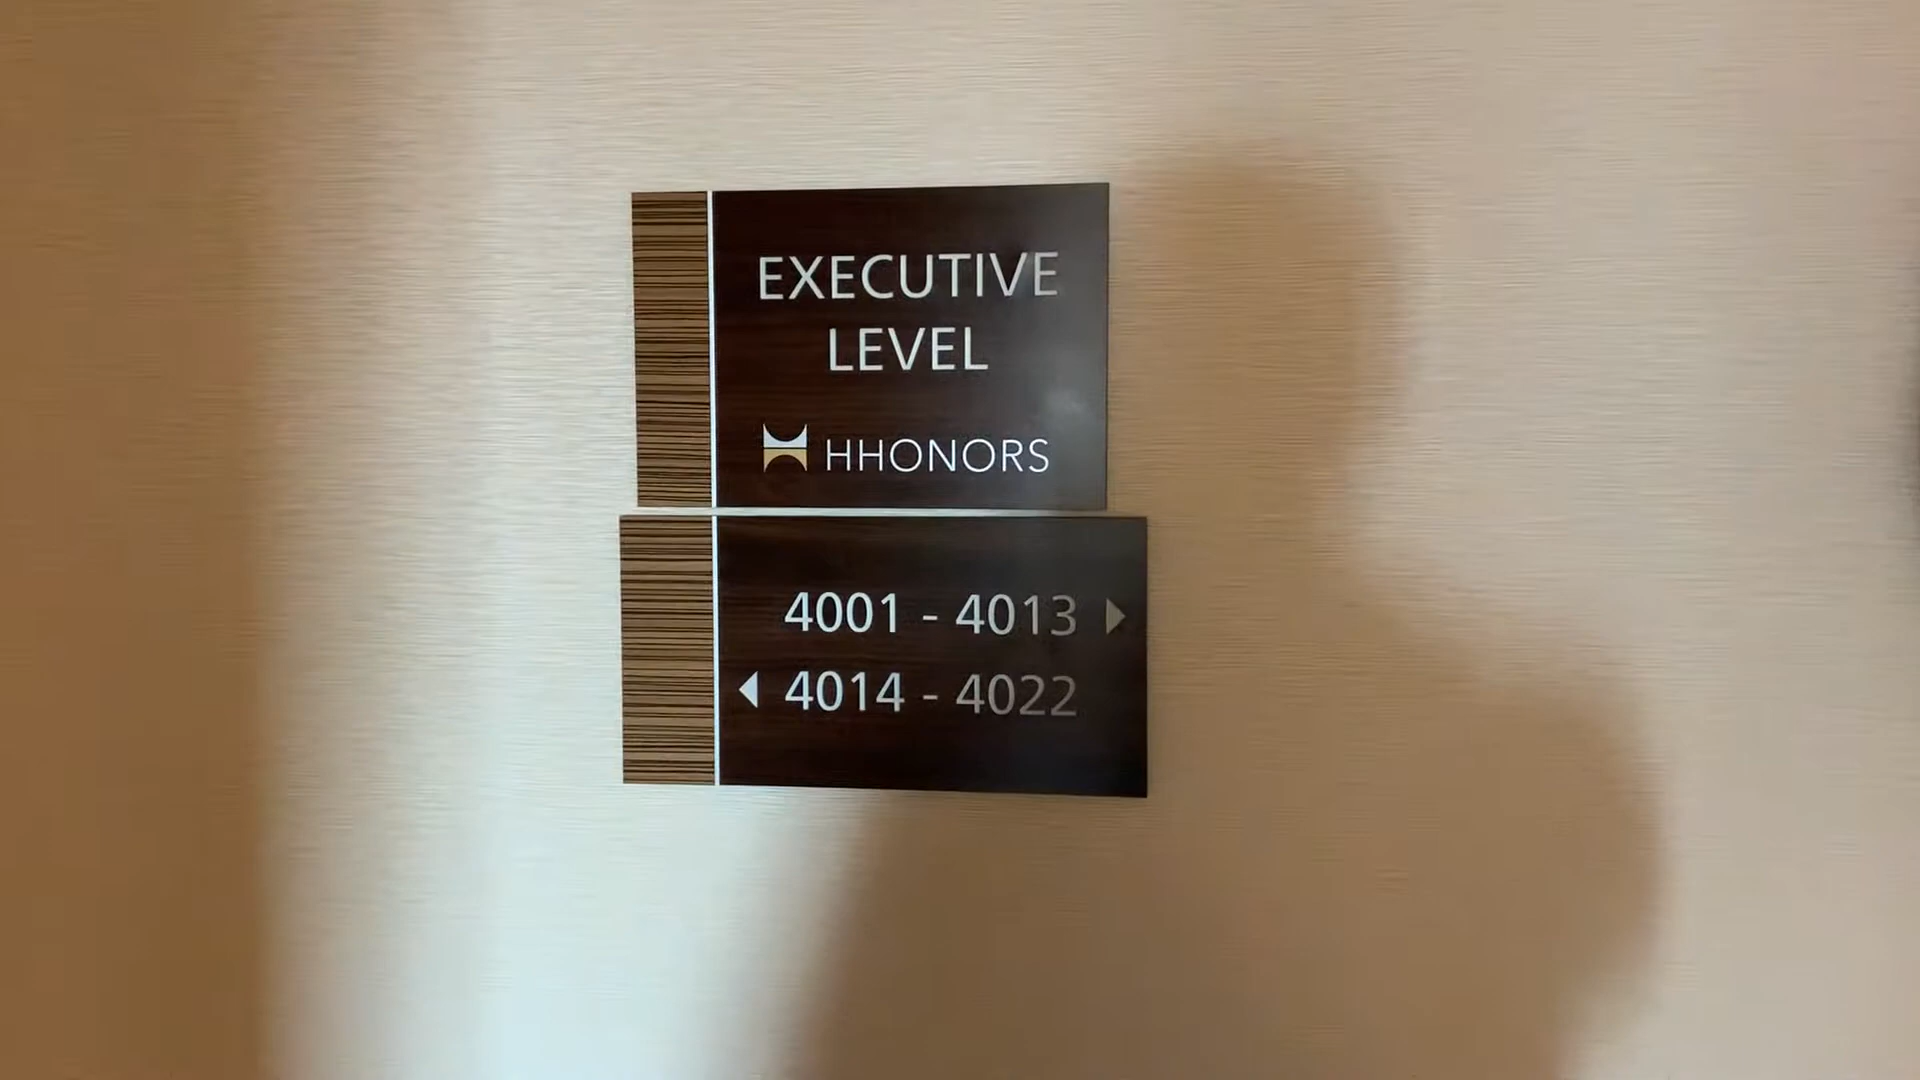 EXECUTIVE
LEVEL
HHONORS
4001 - 4013
4014 - 4022